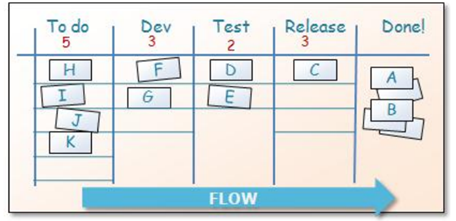 To do Dev Test Release Done!
5 3 2 3
H F D C A
I G E
J B
K
FLOW